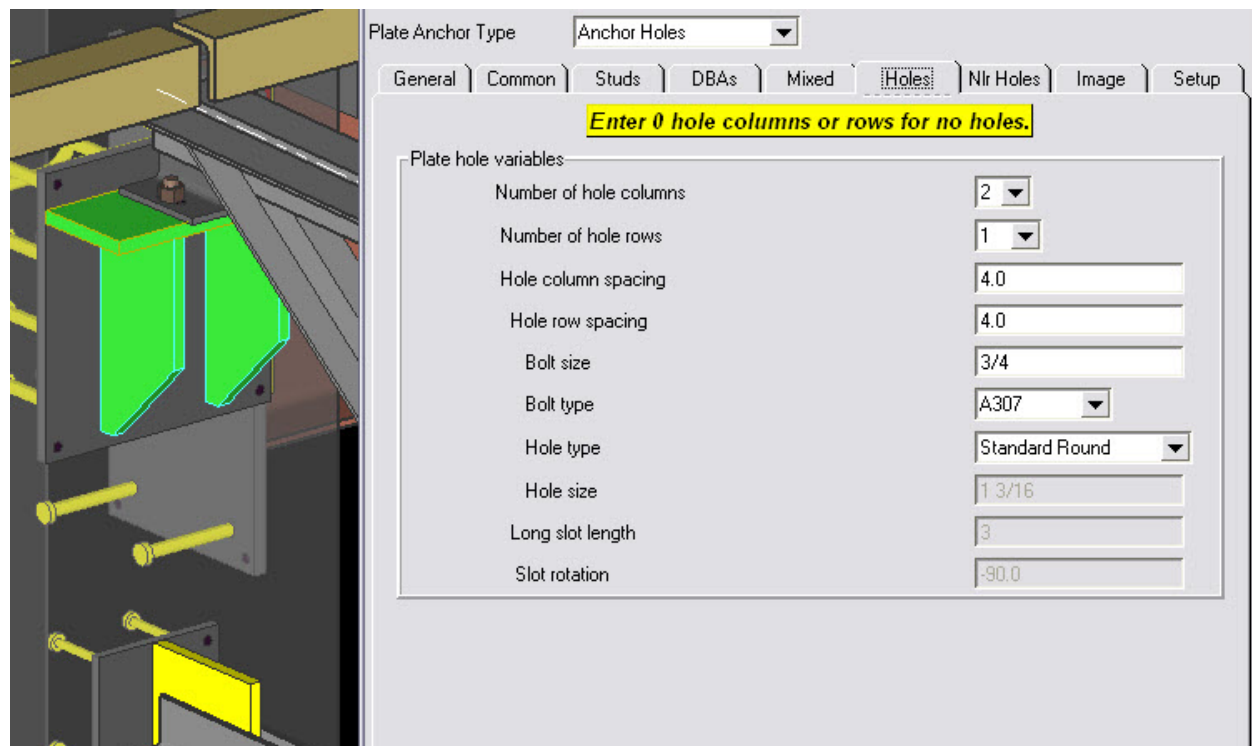 Plate Anchor Type Anchor Holes
General Common Studs DBAs Mixed Holes Nlr Holes Image Setup
Enter 0 hole columns or rows for no holes.
Plate hole variables
Number of hole columns 2
Number of hole rows 1
Hole column spacing 4.0
Hole row spacing 4.0
Bolt size 3/4
Bolt type A307
Hole type Standard Round
Hole size 1 3/16
Long slot length 3
Slot rotation -90.0